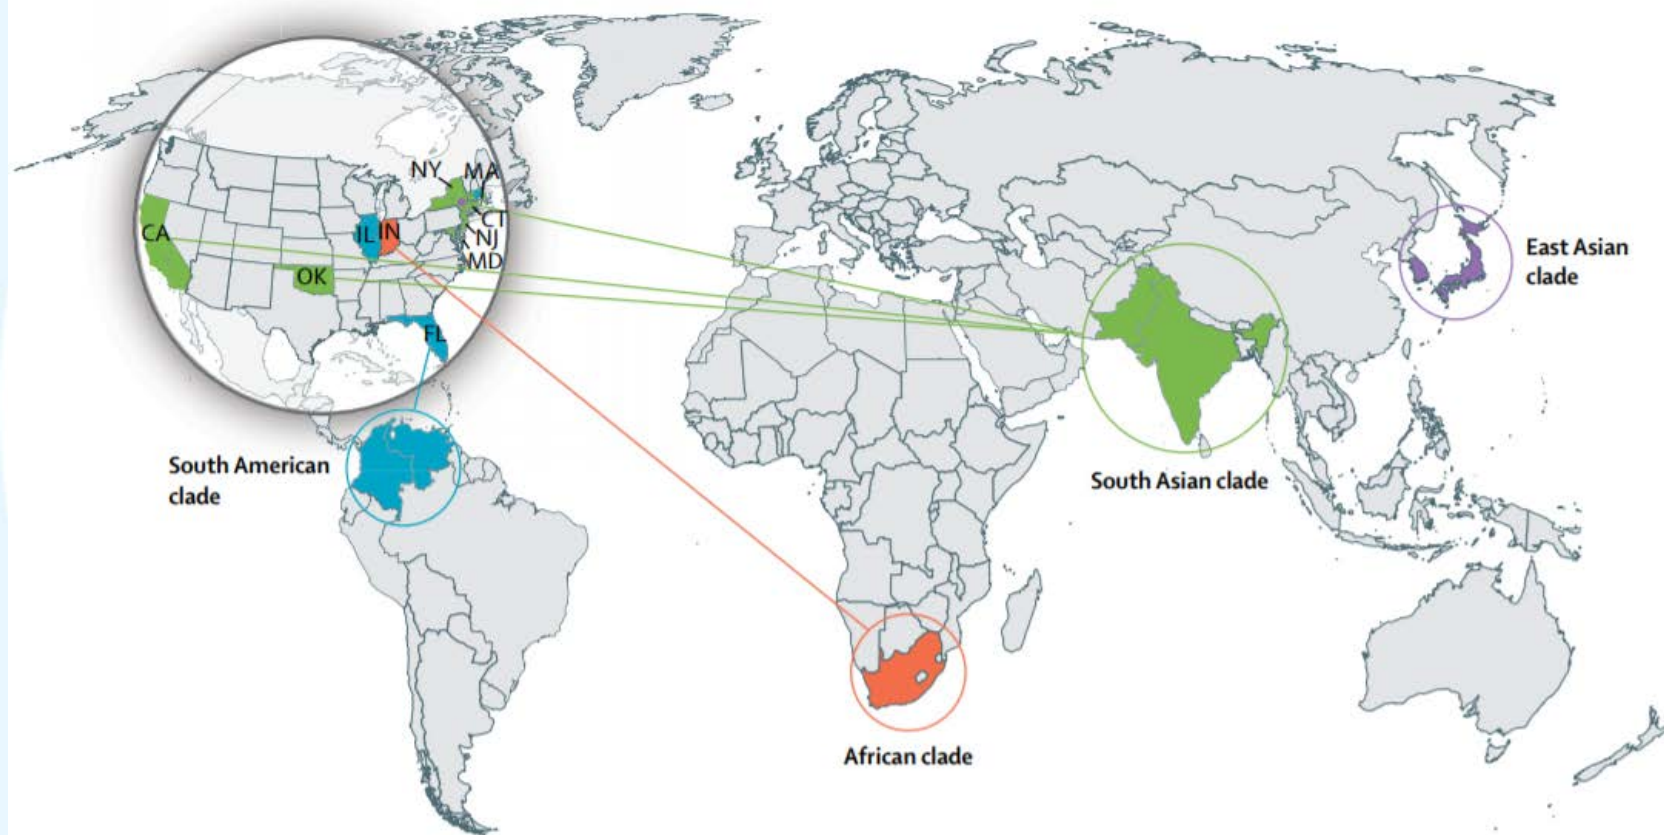 NY
MA
CA
IL
IN
CT
NJ
MD
OK
FL
East Asian
clade
South American
clade
South Asian clade
African clade